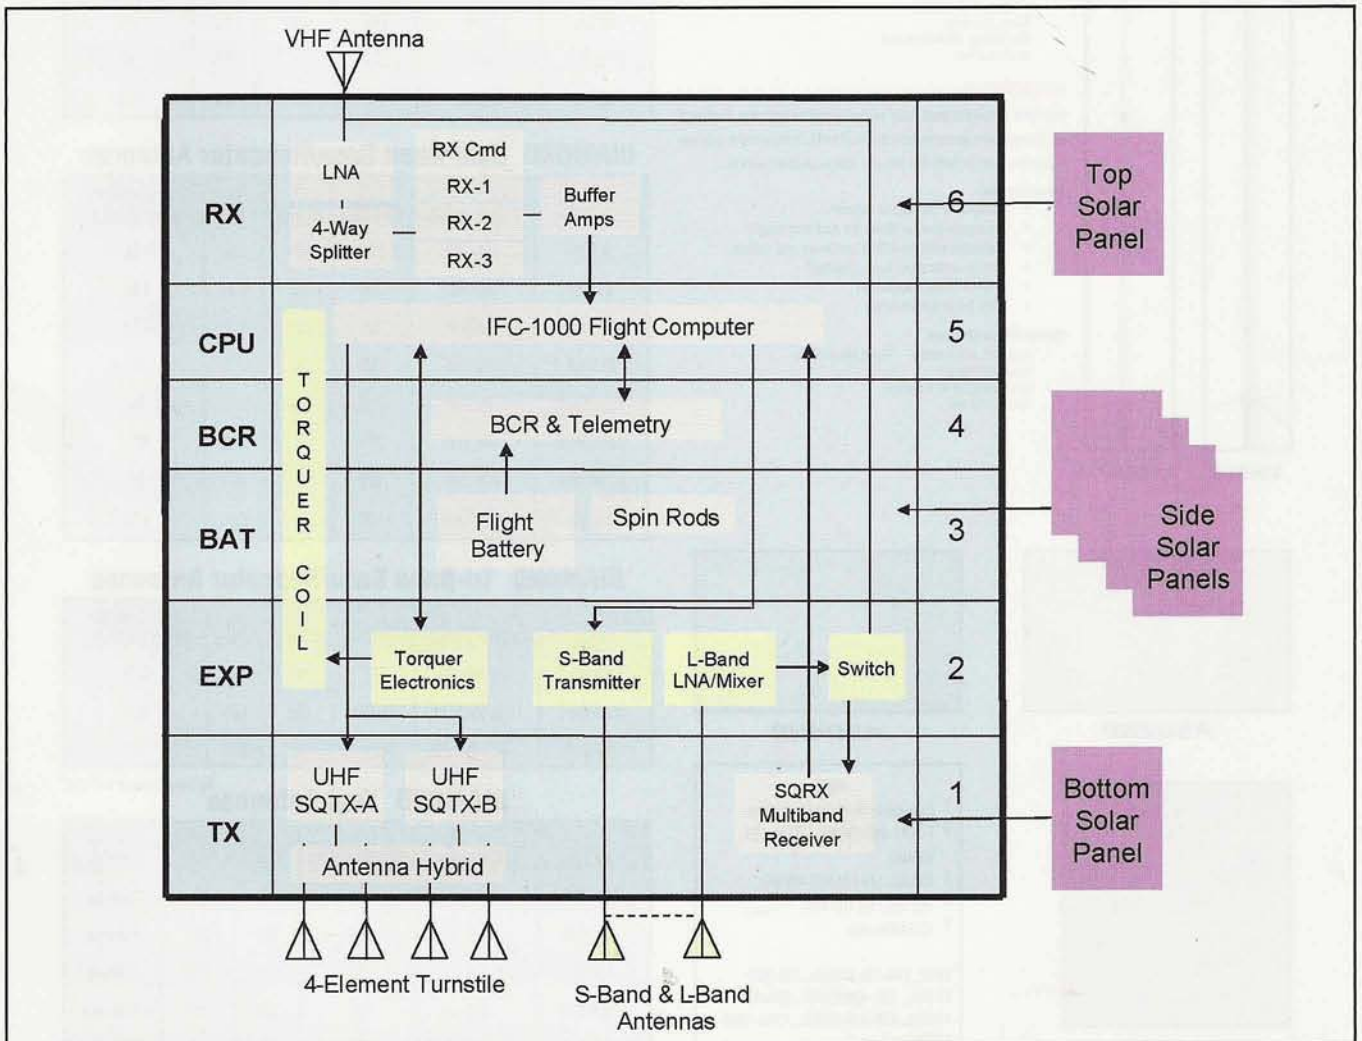 VHF Antenna
RX
LNA
4-Way
Splitter
RX Cmd
RX-1
RX-2
RX-3
Buffer
Amps
6
Top
Solar
Panel
CPU
IFC-1000 Flight Computer
5
TORQUER COIL
BCR
BCR & Telemetry
4
BAT
Flight
Battery
Spin Rods
3
Side
Solar
Panels
EXP
Torquer
Electronics
S-Band
Transmitter
L-Band
LNA/Mixer
Switch
2
TX
UHF
SQTX-A
UHF
SQTX-B
Antenna Hybrid
SQRX
Multiband
Receiver
1
Bottom
Solar
Panel
4-Element Turnstile
S-Band & L-Band
Antennas